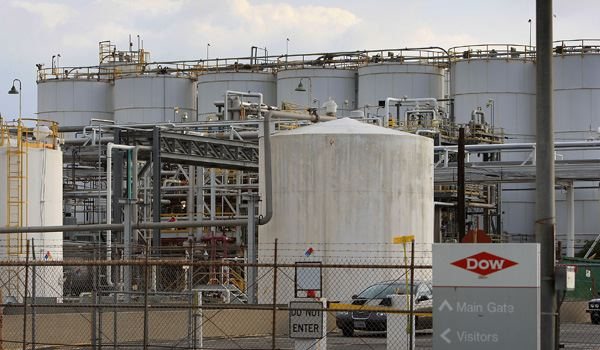 DOW
Main Gate
Visitors
DO NOT
ENTER